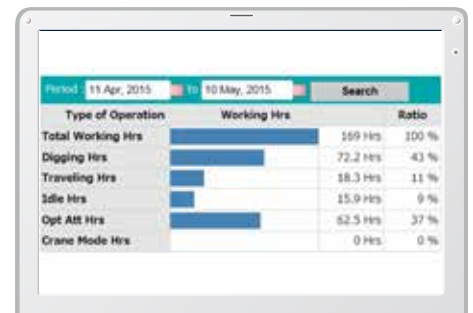 Period : 11 Apr, 2015 to 10 May, 2015 Search
Type of Operation Working Hrs Ratio
Total Working Hrs 169 Hrs 100 %
Digging Hrs 72.2 Hrs 43 %
Traveling Hrs 18.3 Hrs 11 %
Idle Hrs 15.9 Hrs 9 %
Opt Att Hrs 62.5 Hrs 37 %
Crane Mode Hrs 0 Hrs 0 %